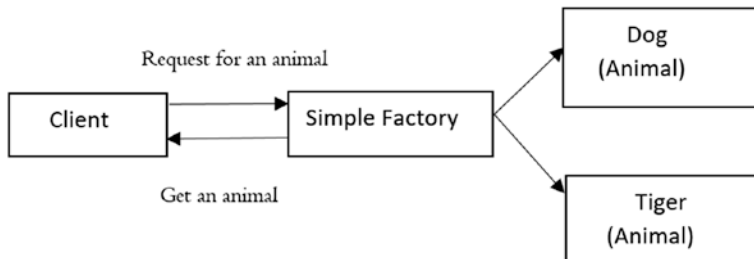 Request for an animal
Client
Simple Factory
Get an animal
Dog
(Animal)
Tiger
(Animal)